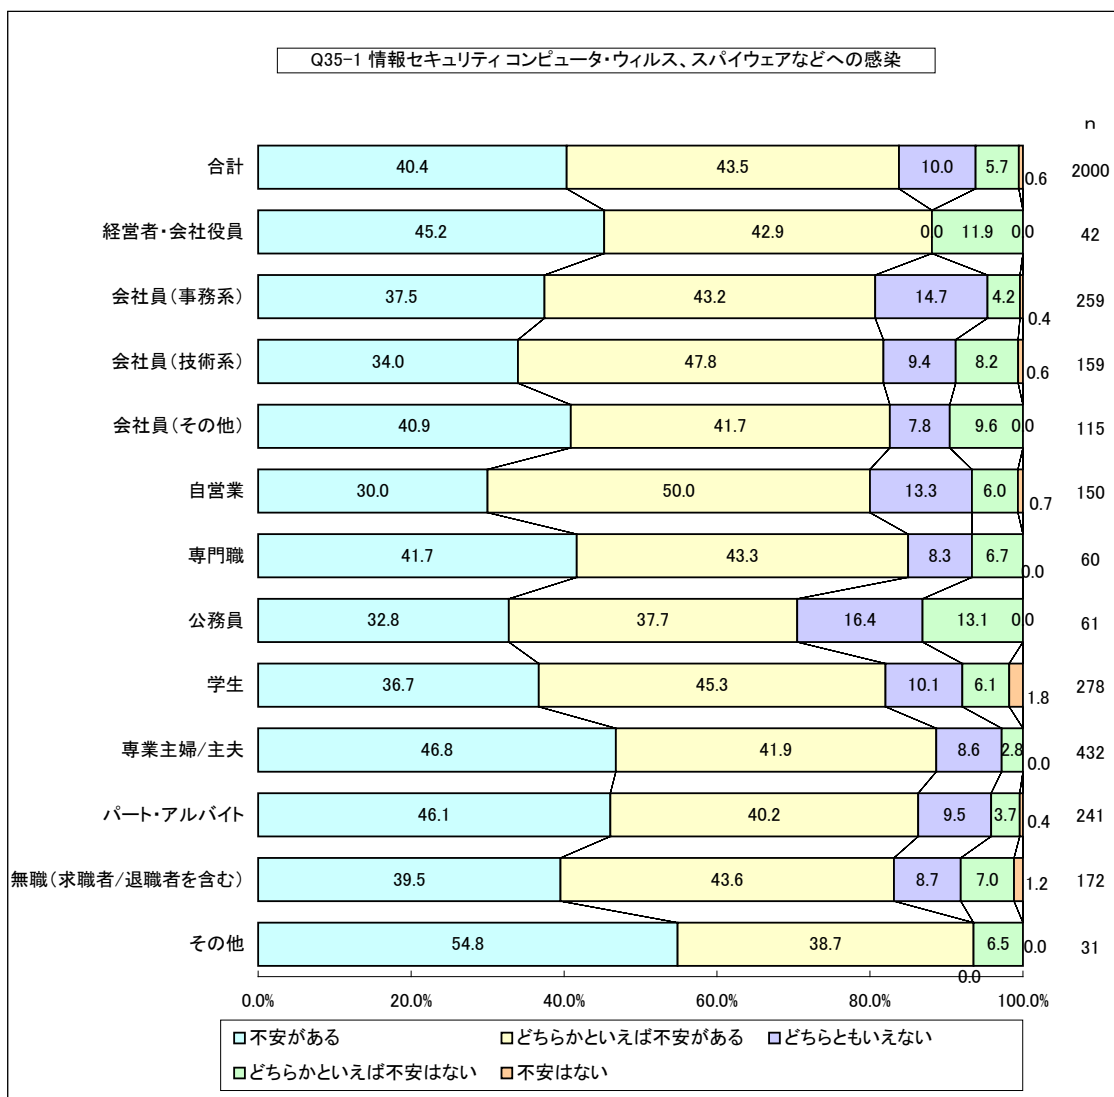 Q35-1 情報セキュリティ コンピュータ・ウィルス、スパイウェアなどへの感染
n
合計 40.4 43.5 10.0 5.7 0.6 2000
経営者・会社役員 45.2 42.9 0.0 11.9 0.0 42
会社員（事務系） 37.5 43.2 14.7 4.2 0.4 259
会社員（技術系） 34.0 47.8 9.4 8.2 0.6 159
会社員（その他） 40.9 41.7 7.8 9.6 0.0 115
自営業 30.0 50.0 13.3 6.0 0.7 150
専門職 41.7 43.3 8.3 6.7 0.0 60
公務員 32.8 37.7 16.4 13.1 0.0 61
学生 36.7 45.3 10.1 6.1 1.8 278
専業主婦/主夫 46.8 41.9 8.6 2.8 0.0 432
パート・アルバイト 46.1 40.2 9.5 3.7 0.4 241
無職（求職者/退職者を含む） 39.5 43.6 8.7 7.0 1.2 172
その他 54.8 38.7 6.5 0.0 31
0.0
0.0% 20.0% 40.0% 60.0% 80.0% 100.0%
不安がある どちらかといえば不安がある どちらともいえない
どちらかといえば不安はない 不安はない